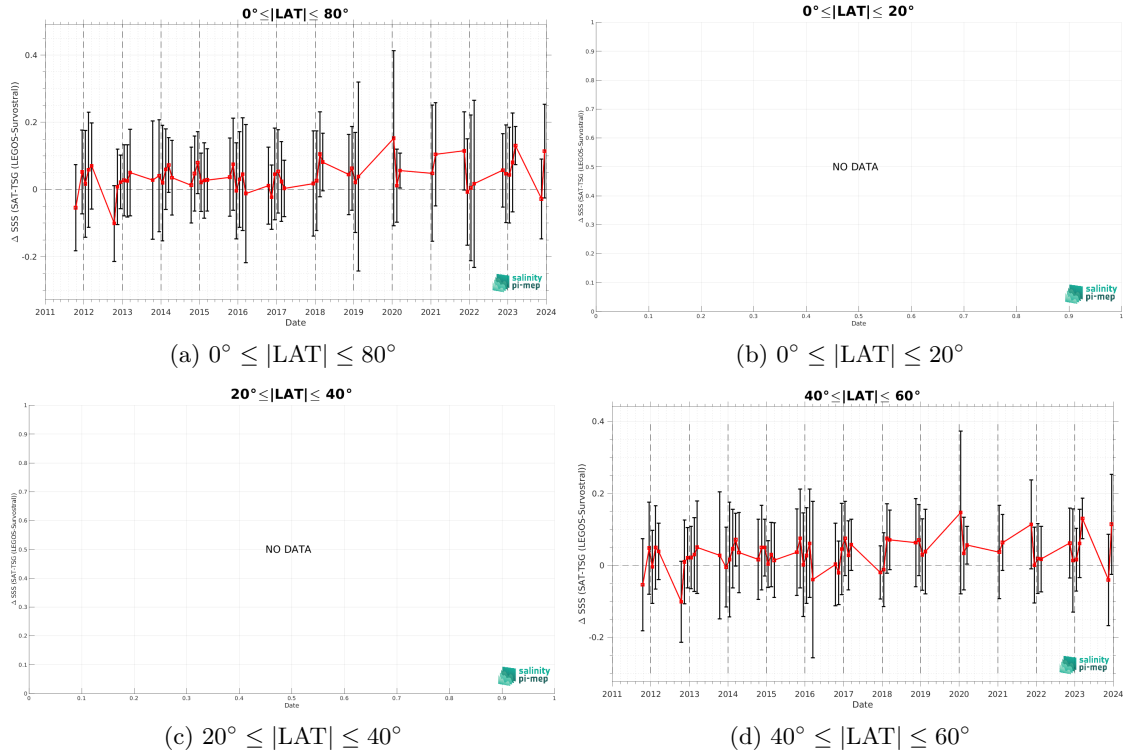 0°≤|LAT|≤ 80°
Δ SSS (SAT-TSG (LEGOS-Survostral))
0.4
0.2
0
-0.2
2011 2012 2013 2014 2015 2016 2017 2018 2019 2020 2021 2022 2023 2024
Date
salinity
pi-mep
(a) 0° ≤ |LAT| ≤ 80°
0°≤|LAT|≤ 20°
Δ SSS (SAT-TSG (LEGOS-Survostral))
1
0.9
0.8
0.7
0.6
0.5
0.4
0.3
0.2
0.1
0
NO DATA
0 0.1 0.2 0.3 0.4 0.5 0.6 0.7 0.8 0.9 1
Date
salinity
pi-mep
(b) 0° ≤ |LAT| ≤ 20°
20°≤|LAT|≤ 40°
Δ SSS (SAT-TSG (LEGOS-Survostral))
1
0.9
0.8
0.7
0.6
0.5
0.4
0.3
0.2
0.1
0
NO DATA
0 0.1 0.2 0.3 0.4 0.5 0.6 0.7 0.8 0.9 1
Date
salinity
pi-mep
(c) 20° ≤ |LAT| ≤ 40°
40°≤|LAT|≤ 60°
Δ SSS (SAT-TSG (LEGOS-Survostral))
0.4
0.2
0
-0.2
2011 2012 2013 2014 2015 2016 2017 2018 2019 2020 2021 2022 2023 2024
Date
salinity
pi-mep
(d) 40° ≤ |LAT| ≤ 60°